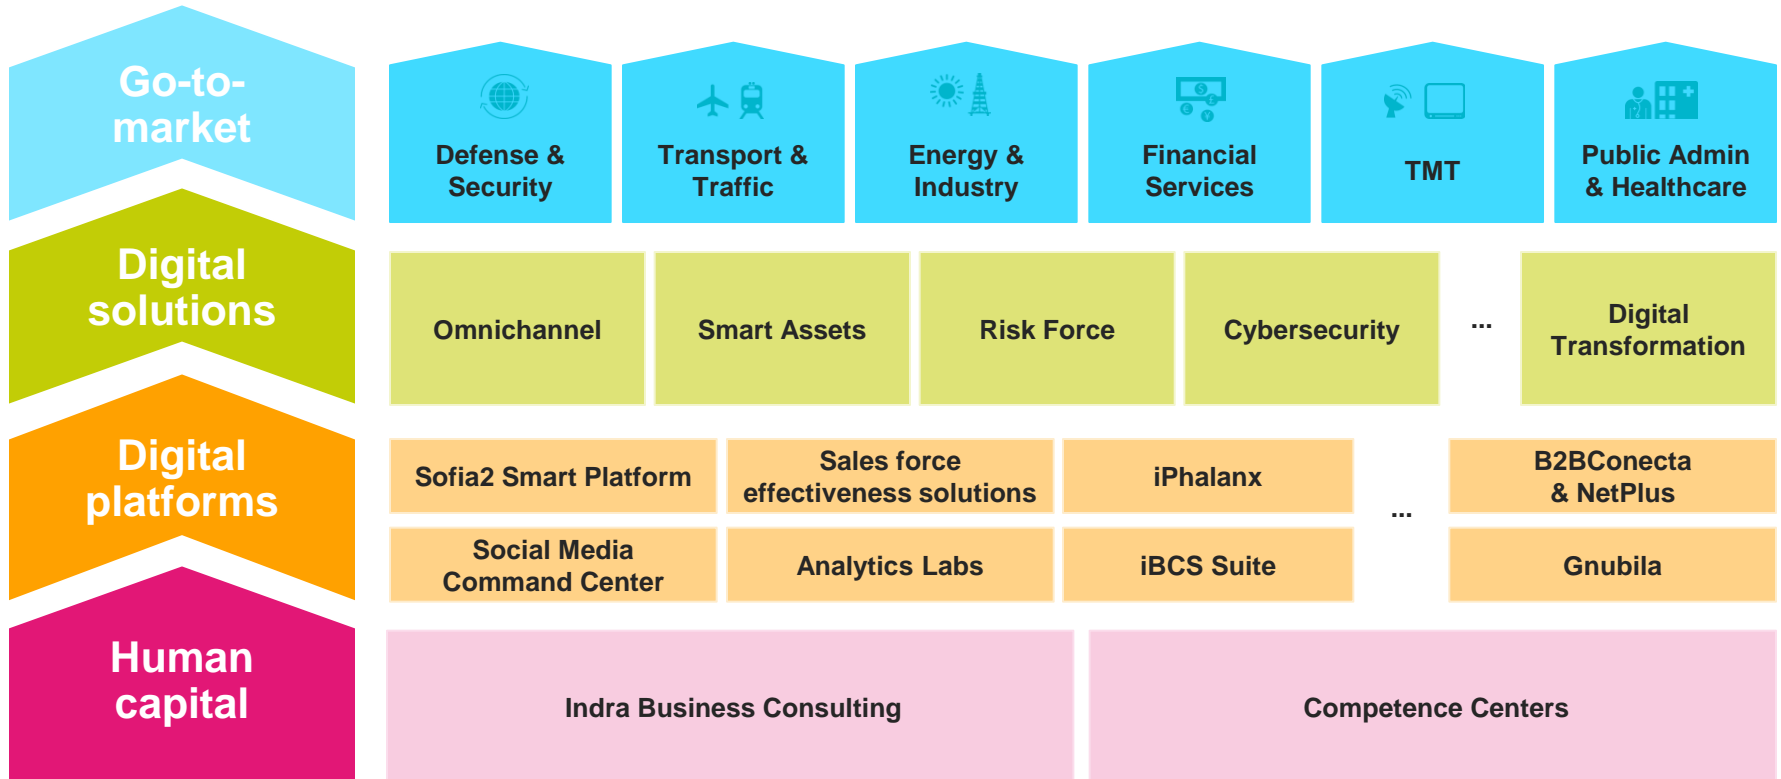 Go-to-
market
Defense &
Security
Transport &
Traffic
Energy &
Industry
$
€
£
¥
Financial
Services
TMT
Public Admin
& Healthcare
Digital
solutions
Omnichannel
Smart Assets
Risk Force
Cybersecurity
...
Digital
Transformation
Digital
platforms
Sofia2 Smart Platform
Sales force
effectiveness solutions
iPhalanx
B2BConecta
& NetPlus
...
Social Media
Command Center
Analytics Labs
iBCS Suite
Gnubila
Human
capital
Indra Business Consulting
Competence Centers